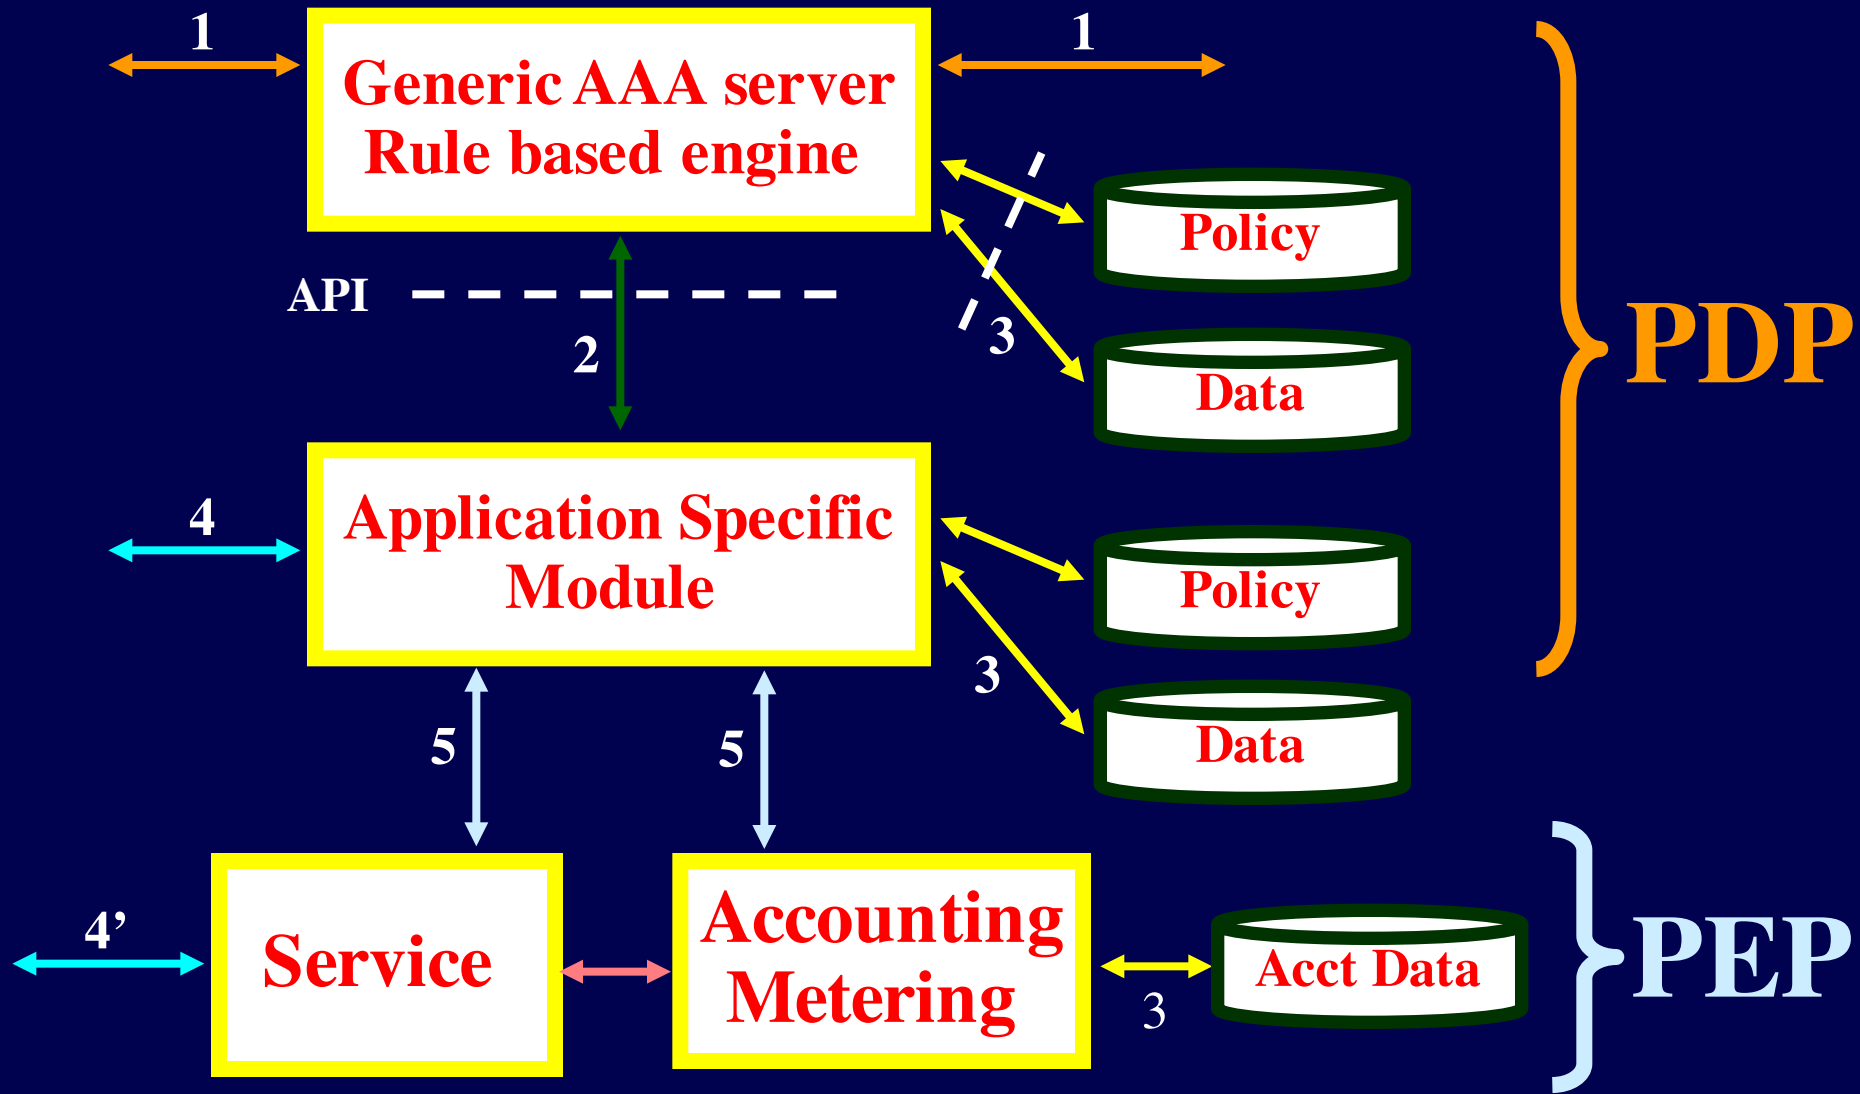 1
1
Generic AAA server
Rule based engine
Policy
API
3
2
Data
PDP
4
Application Specific
Module
Policy
3
5
5
Data
4’
Service
Accounting
Metering
3
Acct Data
PEP